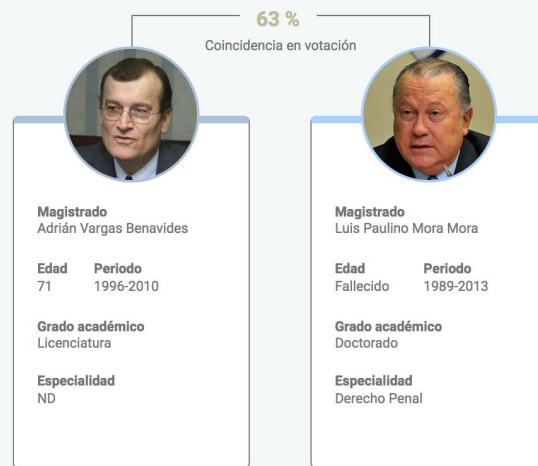 63 %
Coincidencia en votación
Magistrado
Adrián Vargas Benavides
Edad Periodo
71 1996-2010
Grado académico
Licenciatura
Especialidad
ND
Magistrado
Luis Paulino Mora Mora
Edad Periodo
Fallecido 1989-2013
Grado académico
Doctorado
Especialidad
Derecho Penal